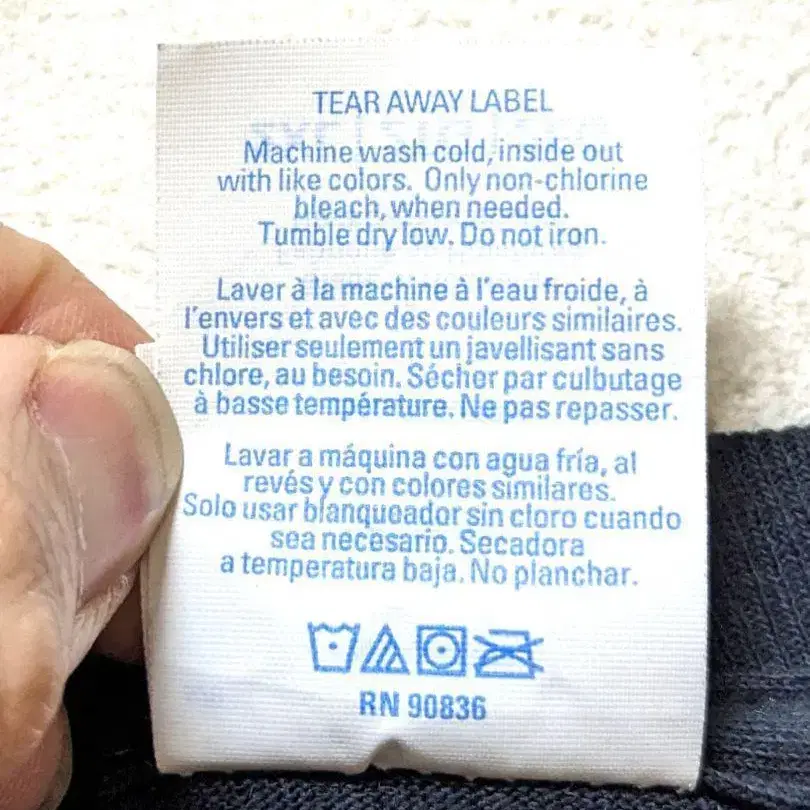 TEAR AWAY LABEL
Machine wash cold, inside out
with like colors. Only non-chlorine
bleach, when needed.
Tumble dry low. Do not iron.
Laver à la machine à l'eau froide, à
l'envers et avec des couleurs similaires.
Utiliser seulement un javellisant sans
chlore, au besoin. Sécher par culbutage
à basse température. Ne pas repasser.
Lavar a máquina con agua fría, al
revés y con colores similares.
Solo usar blanqueador sin cloro cuando
sea necesario. Secadora
a temperatura baja. No planchar.
RN 90836